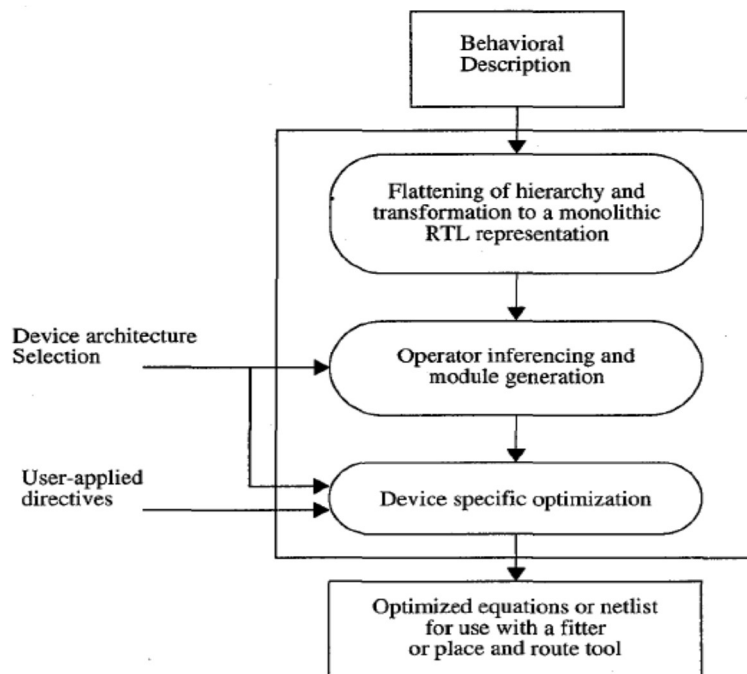 Behavioral
Description
Flattening of hierarchy and
transformation to a monolithic
RTL representation
Device architecture
Selection
Operator inferencing and
module generation
User-applied
directives
Device specific optimization
Optimized equations or netlist
for use with a fitter
or place and route tool